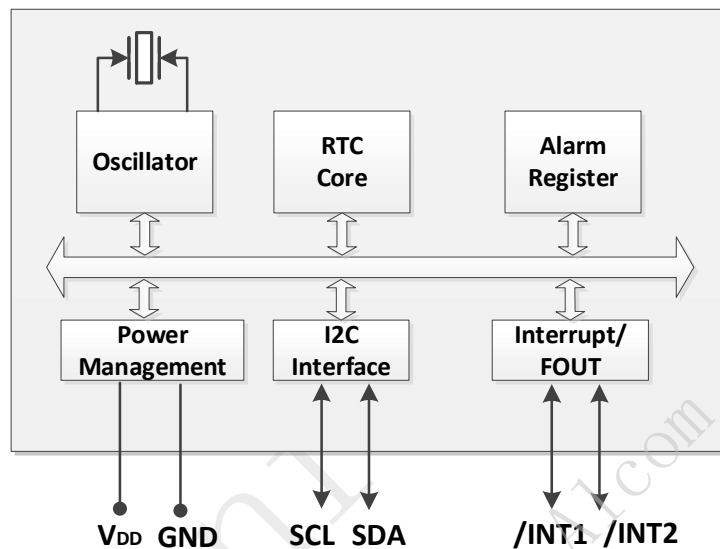 Oscillator
RTC
Core
Alarm
Register
Power
Management
I2C
Interface
Interrupt/
FOUT
VDD GND SCL SDA /INT1 /INT2